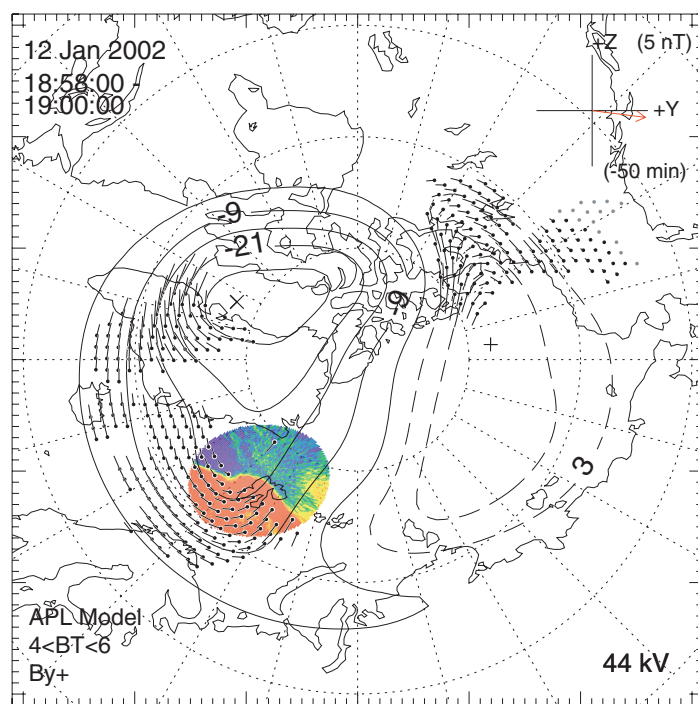 12 Jan 2002
18:58:00 -
19:00:00
+Z (5 nT)
+Y
(-50 min)
-9
-21
-9
3
APL Model
4<BT<6
By+
44 kV